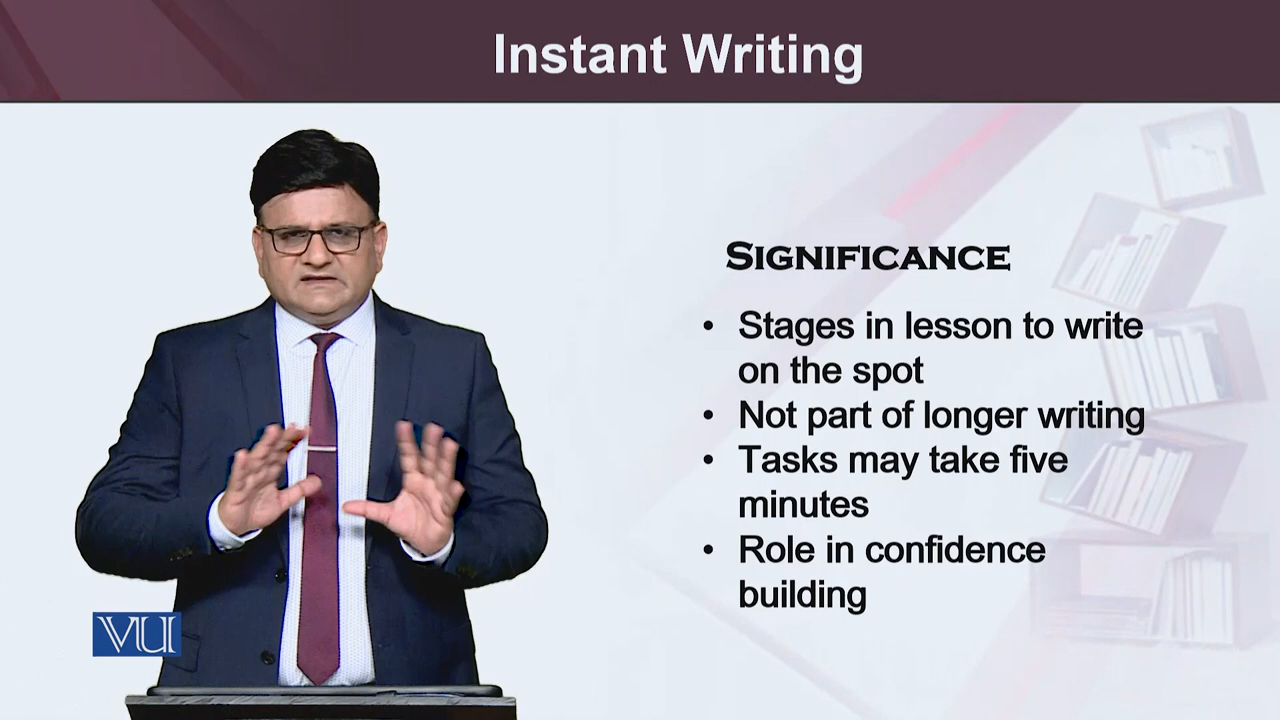 Instant Writing
SIGNIFICANCE
• Stages in lesson to write
on the spot
• Not part of longer writing
• Tasks may take five
minutes
• Role in confidence
building
VU